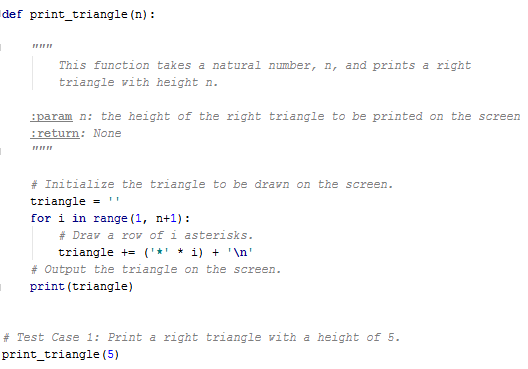 def print_triangle(n):
"""
This function takes a natural number, n, and prints a right
triangle with height n.
:param n: the height of the right triangle to be printed on the screen
:return: None
"""
# Initialize the triangle to be drawn on the screen.
triangle = ''
for i in range(1, n+1):
# Draw a row of i asterisks.
triangle += ('*' * i) + '\n'
# Output the triangle on the screen.
print(triangle)
# Test Case 1: Print a right triangle with a height of 5.
print_triangle(5)